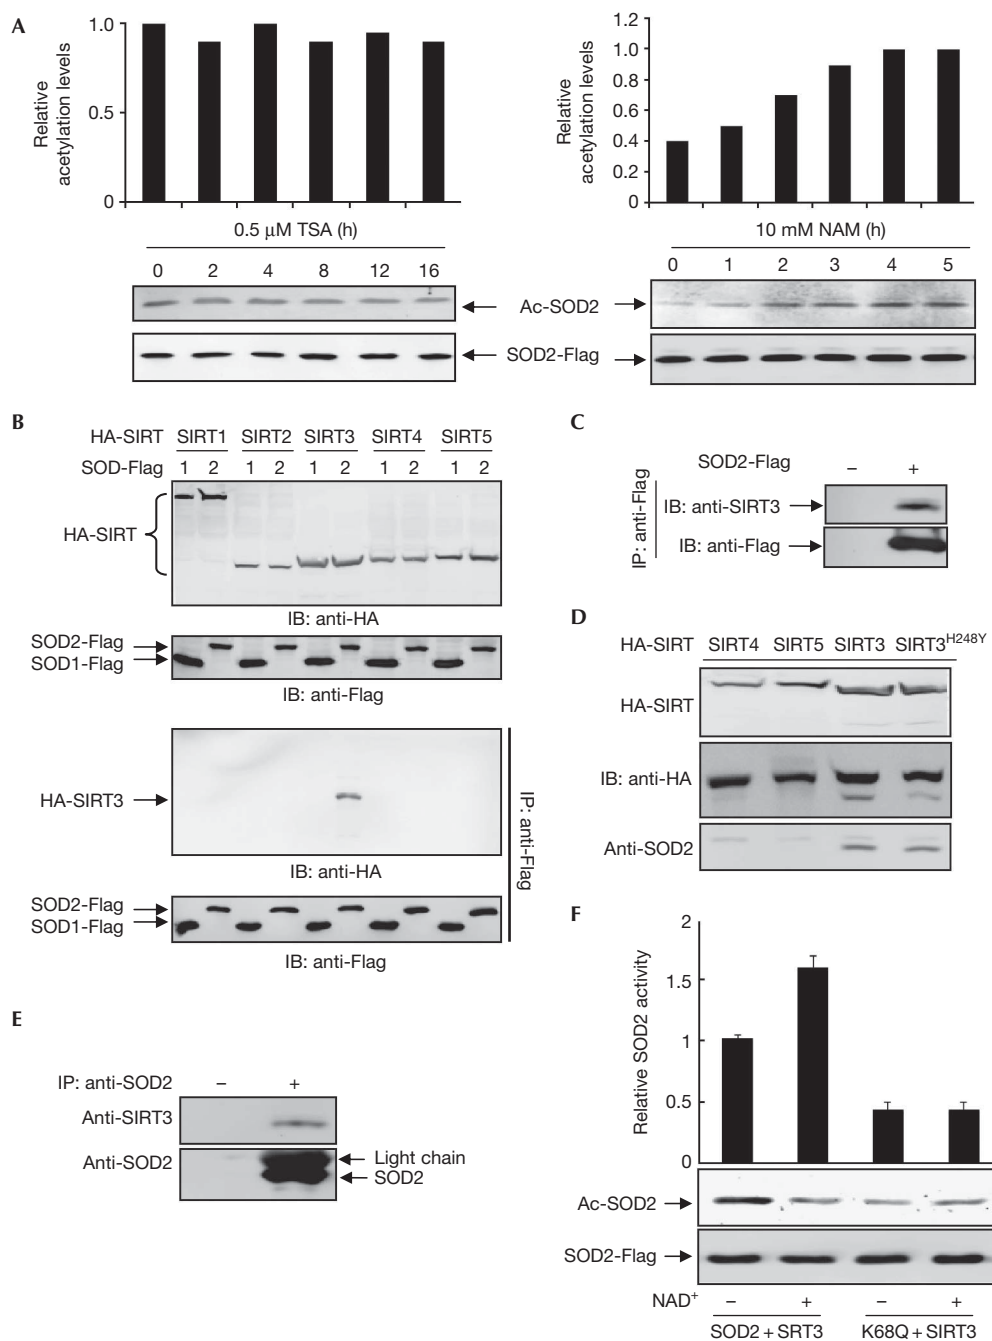 A
Relative acetylation levels
1.0
0.5
0
0.5 μM TSA (h)
0 2 4 8 12 16
Relative acetylation levels
1.2
1.0
0.8
0.6
0.4
0.2
0
10 mM NAM (h)
0 1 2 3 4 5
Ac-SOD2
SOD2-Flag
B
HA-SIRT SIRT1 SIRT2 SIRT3 SIRT4 SIRT5
SOD-Flag 1 2 1 2 1 2 1 2 1 2
HA-SIRT
IB: anti-HA
SOD2-Flag
SOD1-Flag
IB: anti-Flag
HA-SIRT3
IB: anti-HA
SOD2-Flag
SOD1-Flag
IB: anti-Flag
IP: anti-Flag
C
SOD2-Flag – +
IP: anti-Flag
IB: anti-SIRT3
IB: anti-Flag
D
HA-SIRT SIRT4 SIRT5 SIRT3 SIRT3H248Y
HA-SIRT
IB: anti-HA
Anti-SOD2
E
IP: anti-SOD2 – +
Anti-SIRT3
Anti-SOD2
Light chain
SOD2
F
Relative SOD2 activity
2
1.5
1
0.5
0
Ac-SOD2
SOD2-Flag
NAD+ – + – +
SOD2 + SRT3 K68Q + SIRT3